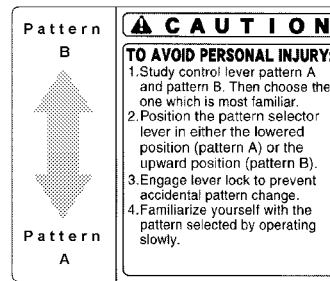 Pattern
B
Pattern
A
CAUTION
TO AVOID PERSONAL INJURY:
1.Study control lever pattern A
and pattern B. Then choose the
one which is most familiar.
2.Position the pattern selector
lever in either the lowered
position (pattern A) or the
upward position (pattern B).
3.Engage lever lock to prevent
accidental pattern change.
4.Familiarize yourself with the
pattern selected by operating
slowly.